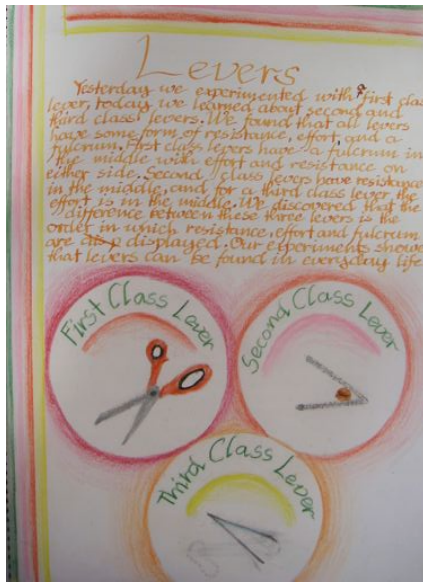 Levers
Yesterday we experimented with a first clas
lever, today we learned about second and
third class levers. We found that all levers
have some form of resistance, effort, and a
fulcrum. First class levers have a fulcrum in
the middle with effort and resistance on
either side. Second class levers have resistance
in the middle, and for a third class lever the
effort is in the middle. We discovered that the
difference between these three levers is the
order in which resistance, effort and fulcrum
are displayed. Our experiments showe
that levers can be found in everyday life
First Class Lever
Second Class Lever
Third Class Lever